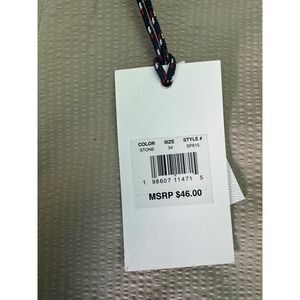 COLOR SIZE STYLE #
STONE 34 SP615
1 98607 11471 5
MSRP $46.00